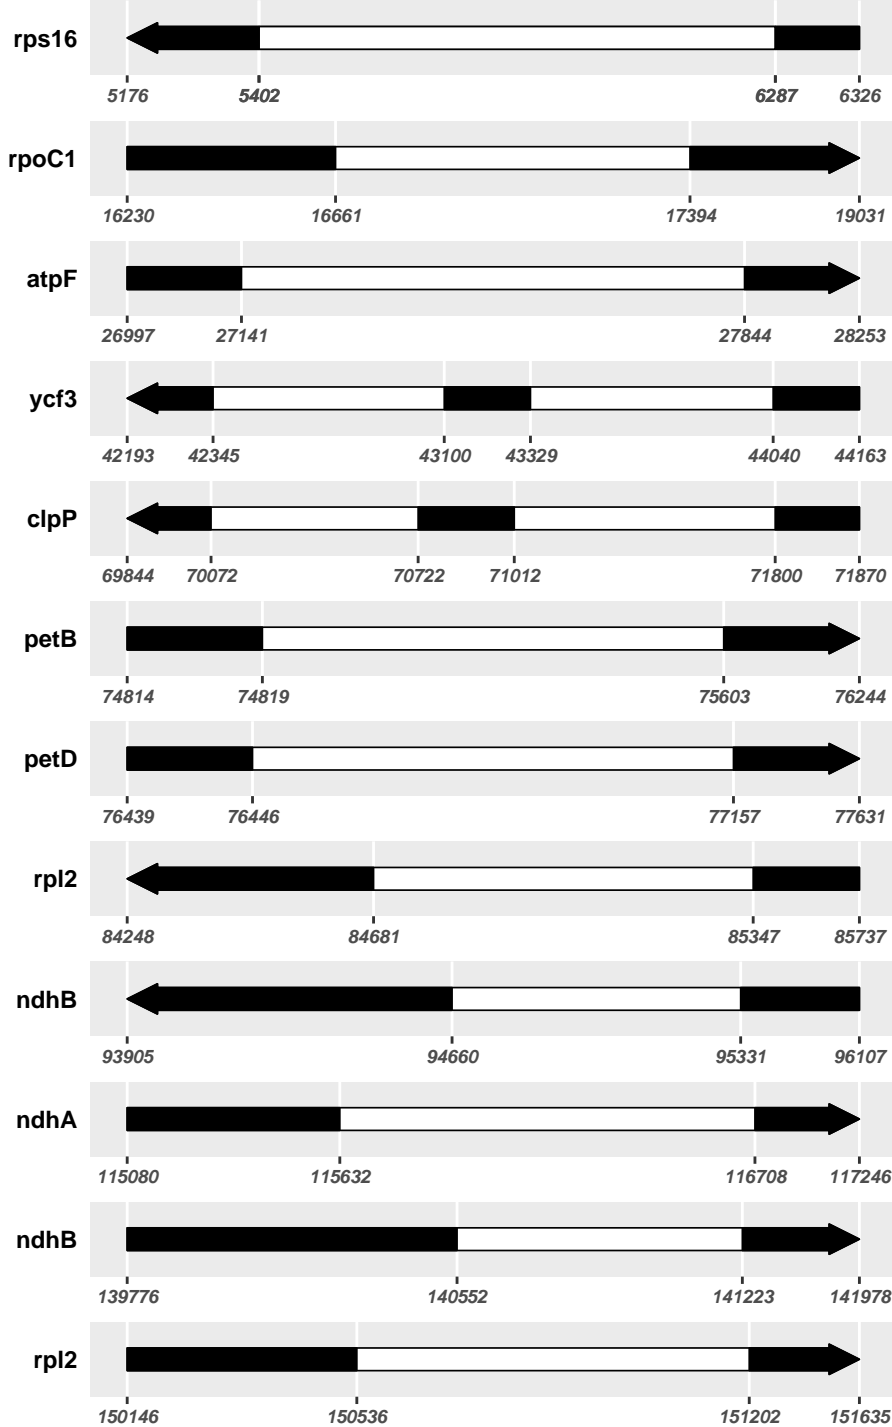 rps16
5176 5402 6287 6326
rpoC1
16230 16661 17394 19031
atpF
26997 27141 27844 28253
ycf3
42193 42345 43100 43329 44040 44163
clpP
69844 70072 70722 71012 71800 71870
petB
74814 74819 75603 76244
petD
76439 76446 77157 77631
rpl2
84248 84681 85347 85737
ndhB
93905 94660 95331 96107
ndhA
115080 115632 116708 117246
ndhB
139776 140552 141223 141978
rpl2
150146 150536 151202 151635